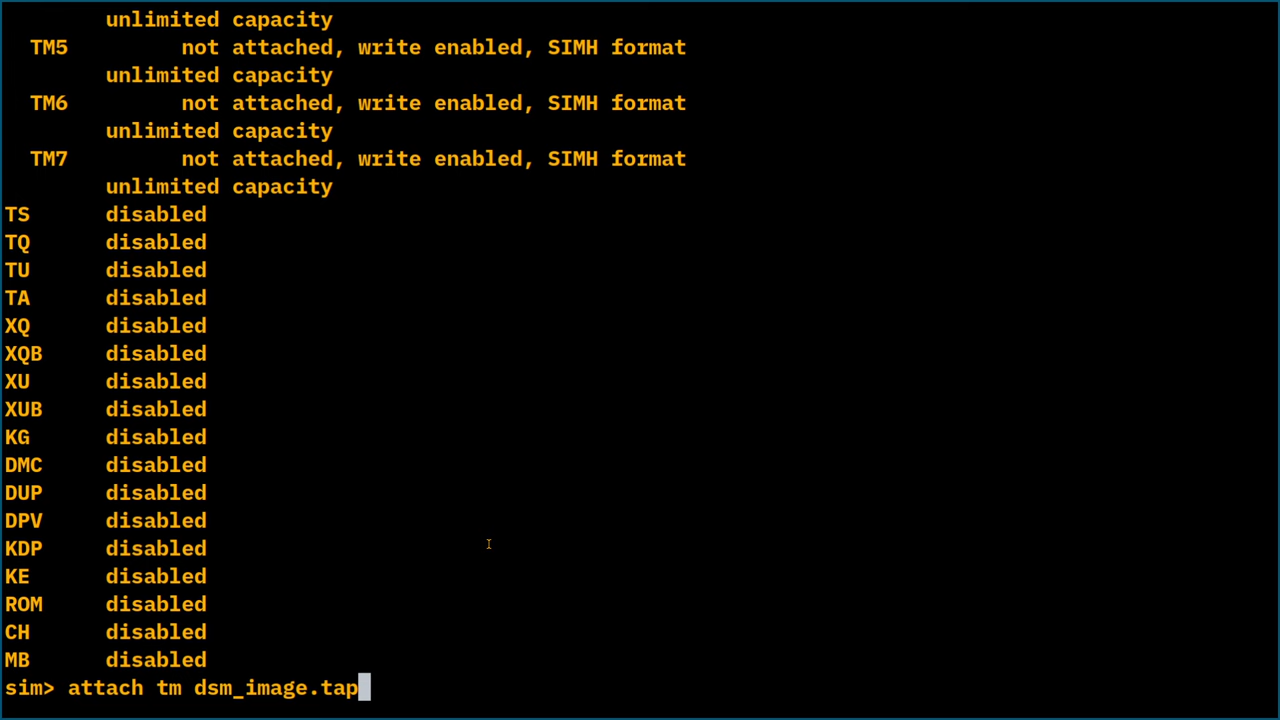 unlimited capacity
TM5 not attached, write enabled, SIMH format
unlimited capacity
TM6 not attached, write enabled, SIMH format
unlimited capacity
TM7 not attached, write enabled, SIMH format
unlimited capacity
TS disabled
TQ disabled
TU disabled
TA disabled
XQ disabled
XQB disabled
XU disabled
XUB disabled
KG disabled
DMC disabled
DUP disabled
DPV disabled
KDP disabled
KE disabled
ROM disabled
CH disabled
MB disabled
sim> attach tm dsm_image.tap